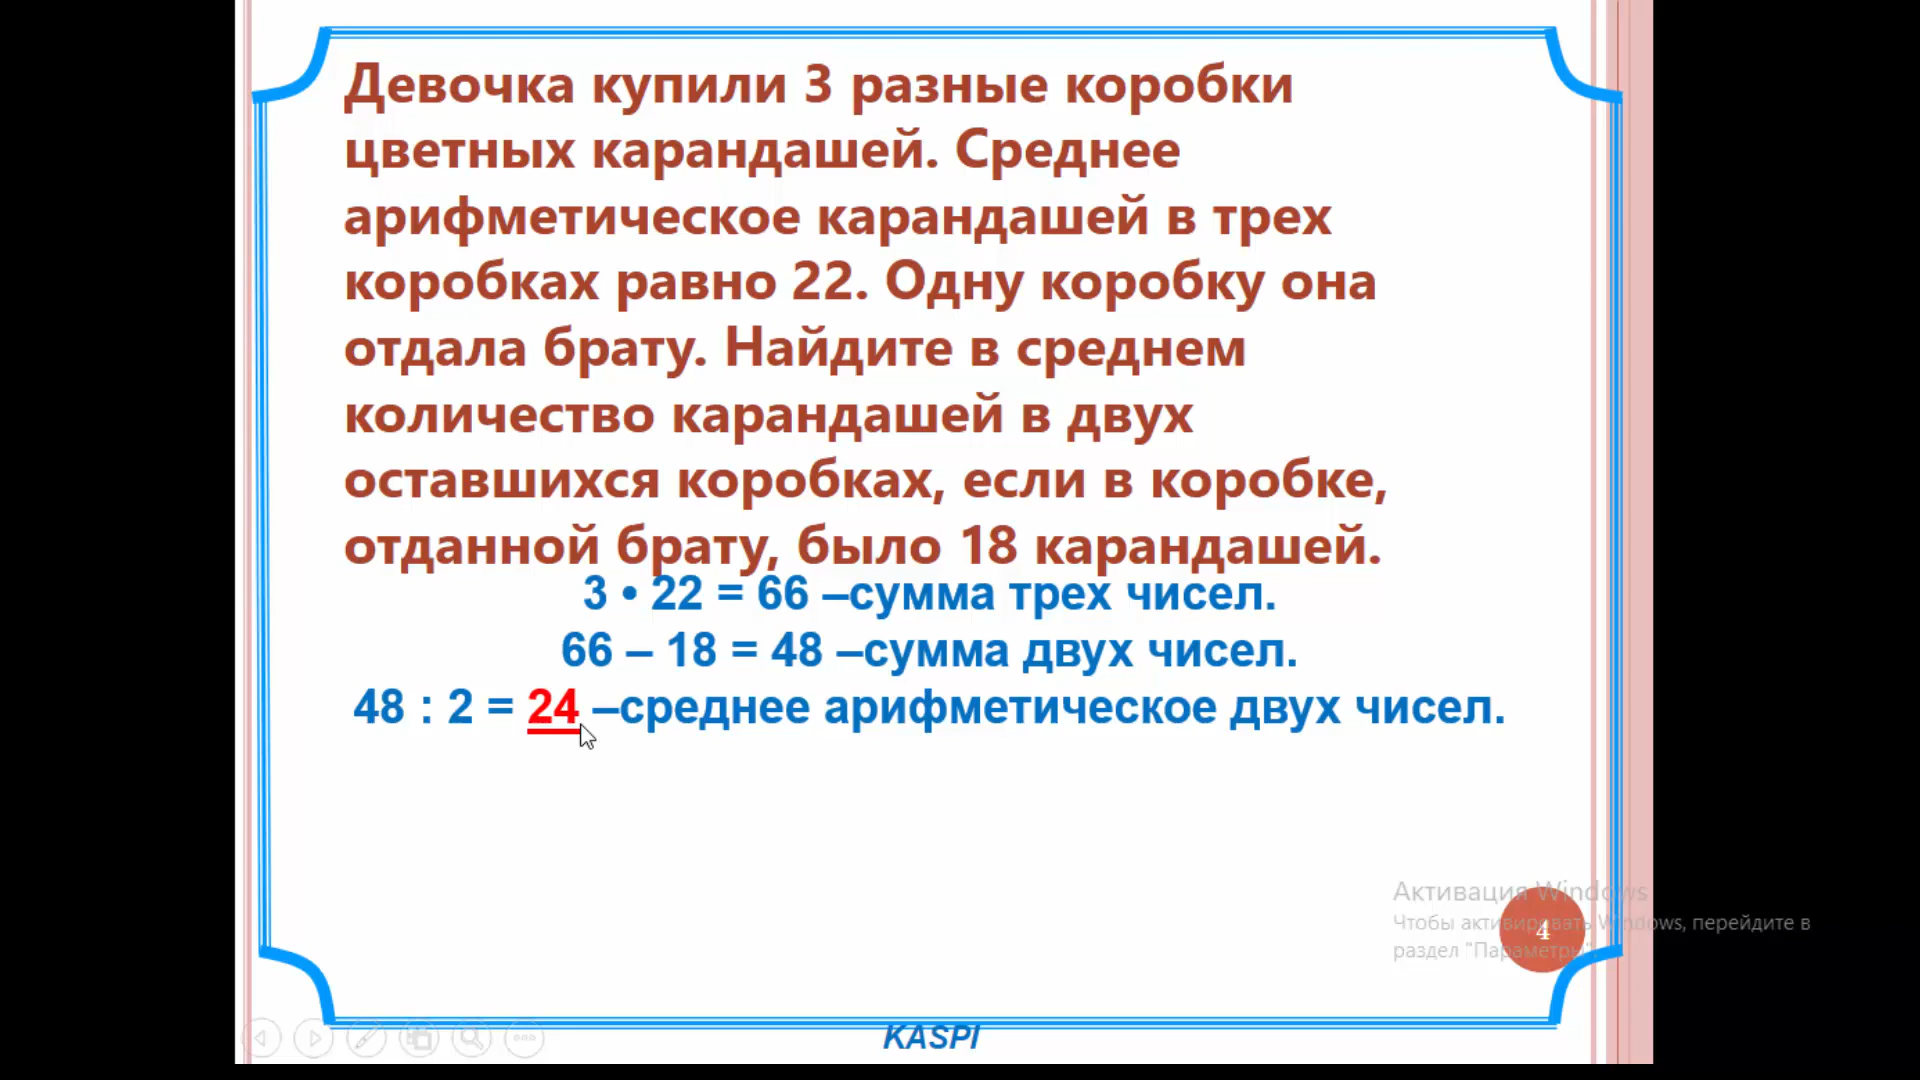 Девочка купили 3 разные коробки
цветных карандашей. Среднее
арифметическое карандашей в трех
коробках равно 22. Одну коробку она
отдала брату. Найдите в среднем
количество карандашей в двух
оставшихся коробках, если в коробке,
отданной брату, было 18 карандашей.
3 • 22 = 66 –сумма трех чисел.
66 – 18 = 48 –сумма двух чисел.
48 : 2 = 24 –среднее арифметическое двух чисел.
Активация Windows
Чтобы активировать Windows, перейдите в
раздел "Параметры".
4
KASPI